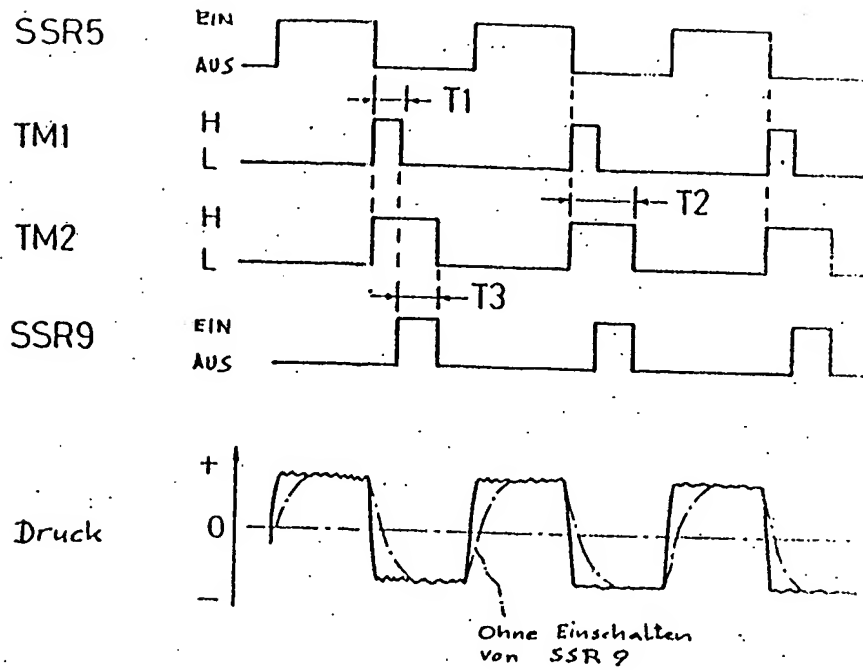 SSR5
EIN
AUS
T1
TM1
H
L
T2
TM2
H
L
T3
SSR9
EIN
AUS
+
Druck
0
−
Ohne Einschalten
von SSR 9